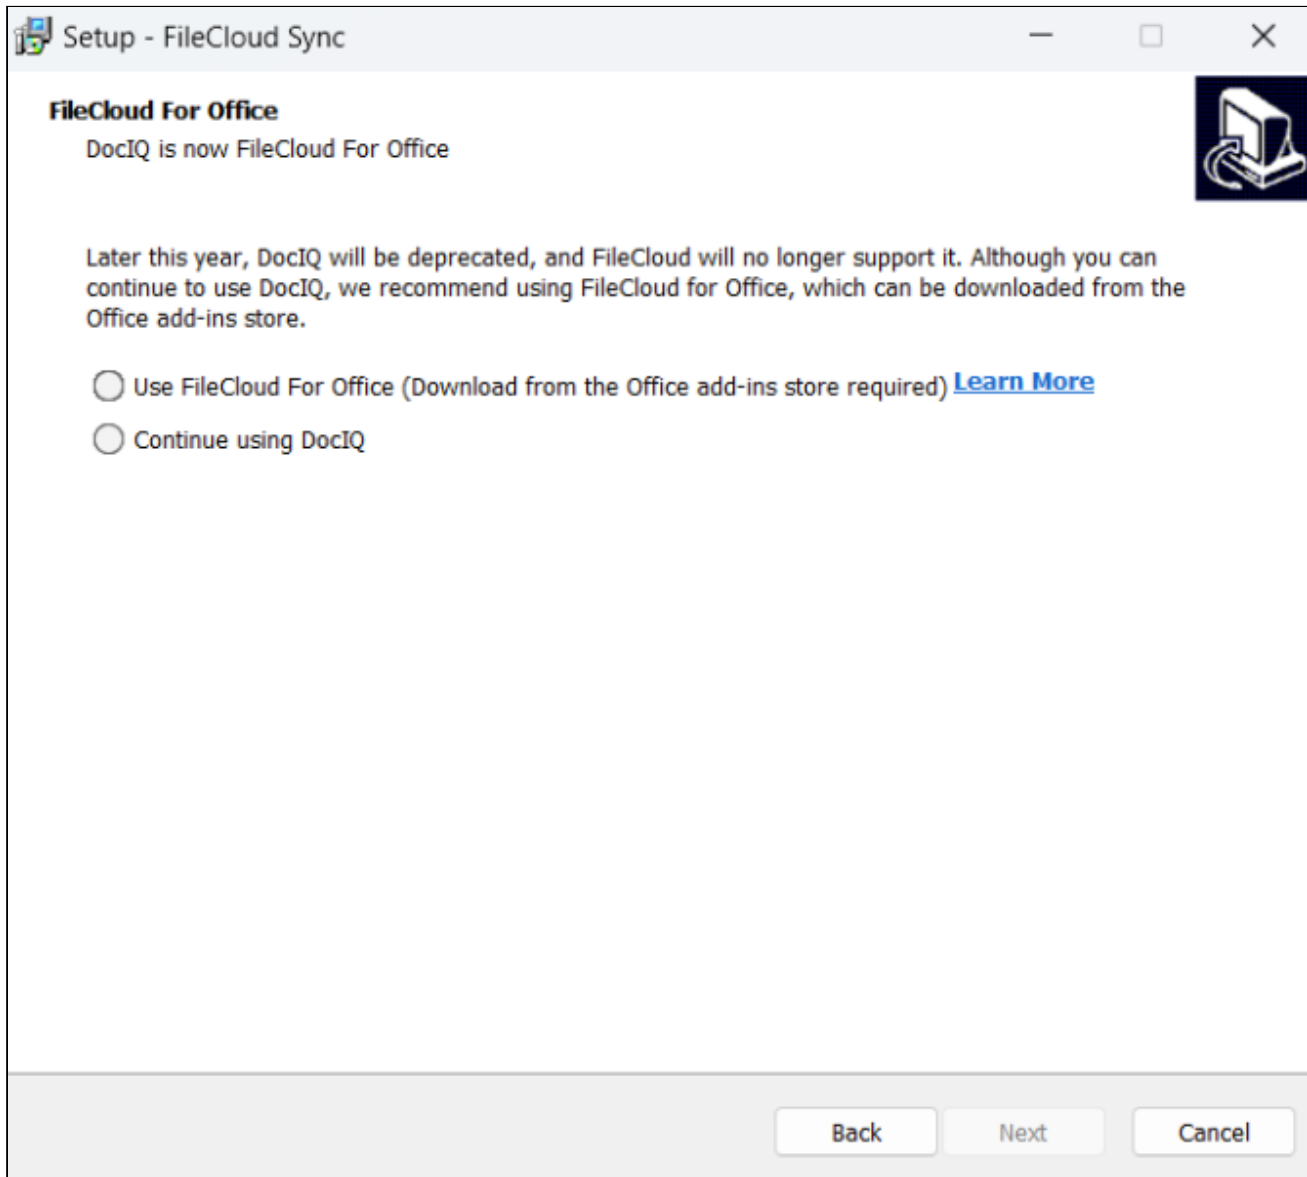 Setup - FileCloud Sync
FileCloud For Office
DocIQ is now FileCloud For Office
Later this year, DocIQ will be deprecated, and FileCloud will no longer support it. Although you can
continue to use DocIQ, we recommend using FileCloud for Office, which can be downloaded from the
Office add-ins store.
Use FileCloud For Office (Download from the Office add-ins store required) Learn More
Continue using DocIQ
Back Next Cancel